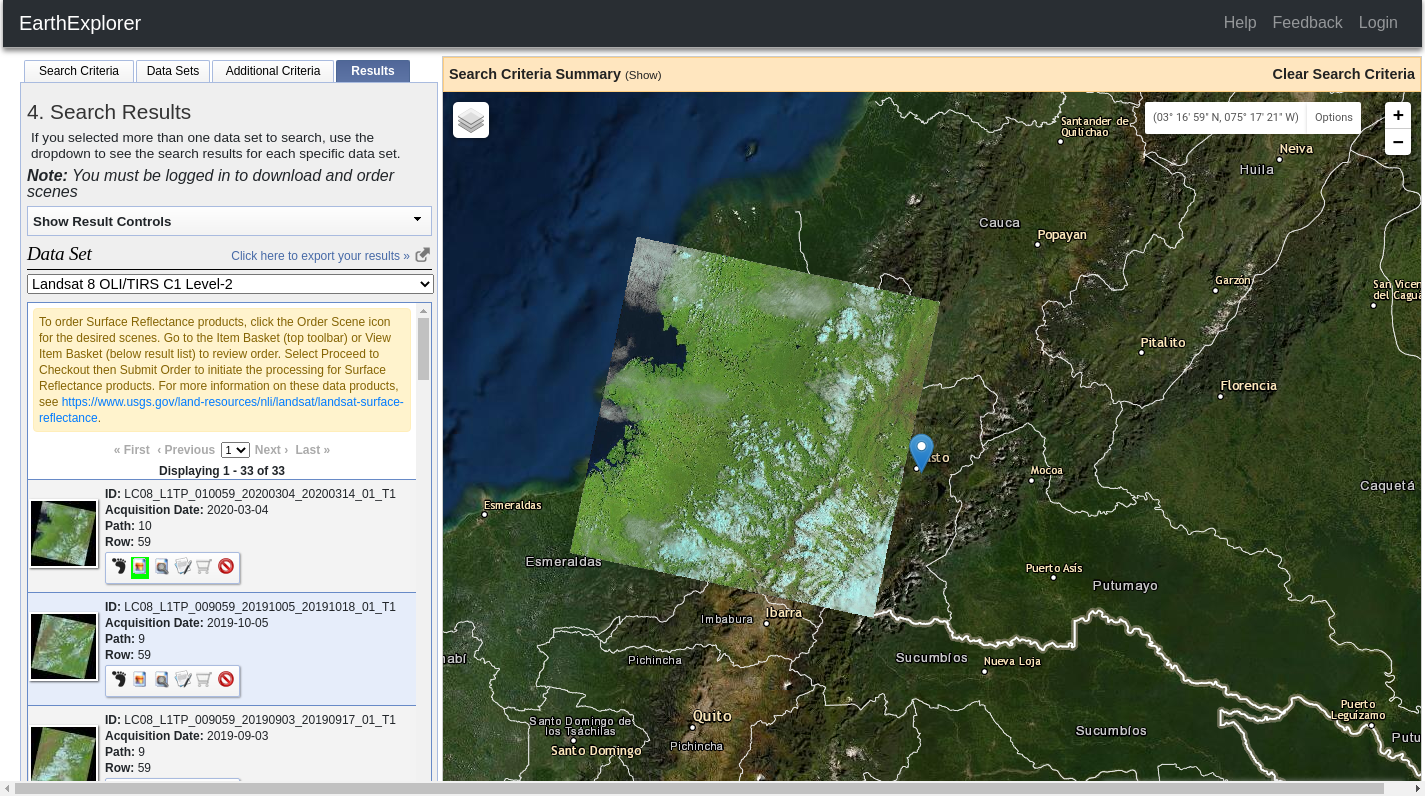 EarthExplorer
Help Feedback Login
Search Criteria Data Sets Additional Criteria Results
4. Search Results
If you selected more than one data set to search, use the
dropdown to see the search results for each specific data set.
Note: You must be logged in to download and order
scenes
Show Result Controls
Data Set
Click here to export your results »
Landsat 8 OLI/TIRS C1 Level-2
To order Surface Reflectance products, click the Order Scene icon
for the desired scenes. Go to the Item Basket (top toolbar) or View
Item Basket (below result list) to review order. Select Proceed to
Checkout then Submit Order to initiate the processing for Surface
Reflectance products. For more information on these data products,
see https://www.usgs.gov/land-resources/nli/landsat/landsat-surface-
reflectance.
« First ‹ Previous 1 Next › Last »
Displaying 1 - 33 of 33
ID: LC08_L1TP_010059_20200304_20200314_01_T1
Acquisition Date: 2020-03-04
Path: 10
Row: 59
ID: LC08_L1TP_009059_20191005_20191018_01_T1
Acquisition Date: 2019-10-05
Path: 9
Row: 59
ID: LC08_L1TP_009059_20190903_20190917_01_T1
Acquisition Date: 2019-09-03
Path: 9
Row: 59
Search Criteria Summary (Show)
Clear Search Criteria
(03° 16' 59" N, 075° 17' 21" W) Options
+
−
Santander de
Quilichao
Neiva
Huila
Cauca
Popayan
Garzón
San Vicen
del Cagua
Pitalito
Florencia
sto
Mocoa
Caquetá
Esmeraldas
Esmeraldas
Puerto Asís
Putumayo
Ibarra
Imbabura
Sucumbíos
Nueva Loja
nabí
Pichincha
Puerto
Leguízamo
Quito
Santo Domingo de
los Tsáchilas
Sucumbíos
Putu
Pichincha
Santo Domingo